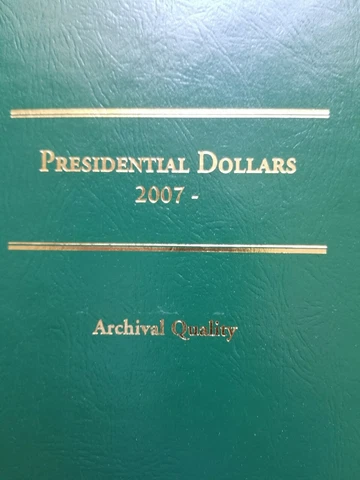 PRESIDENTIAL DOLLARS
2007 -
Archival Quality